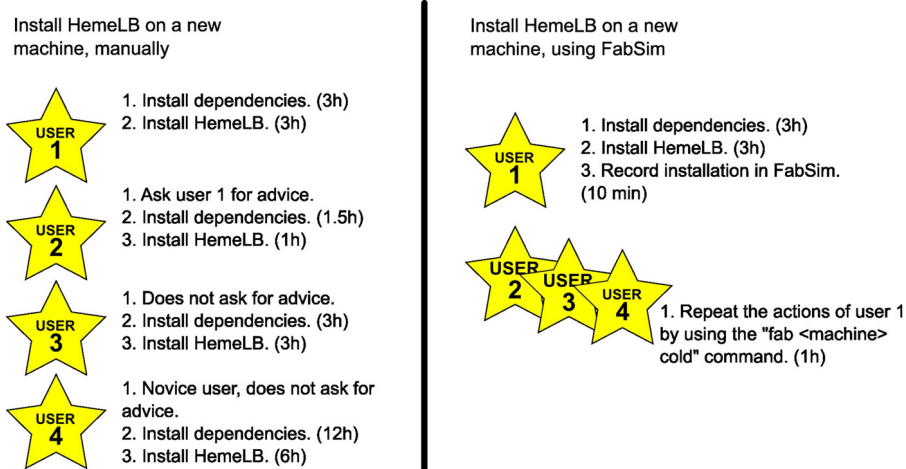 Install HemeLB on a new
machine, manually
USER
1
1. Install dependencies. (3h)
2. Install HemeLB. (3h)
USER
2
1. Ask user 1 for advice.
2. Install dependencies. (1.5h)
3. Install HemeLB. (1h)
USER
3
1. Does not ask for advice.
2. Install dependencies. (3h)
3. Install HemeLB. (3h)
USER
4
1. Novice user, does not ask for
advice.
2. Install dependencies. (12h)
3. Install HemeLB. (6h)
Install HemeLB on a new
machine, using FabSim
USER
1
1. Install dependencies. (3h)
2. Install HemeLB. (3h)
3. Record installation in FabSim.
(10 min)
USER
2
USER
3
USER
4
1. Repeat the actions of user 1
by using the "fab <machine>
cold" command. (1h)